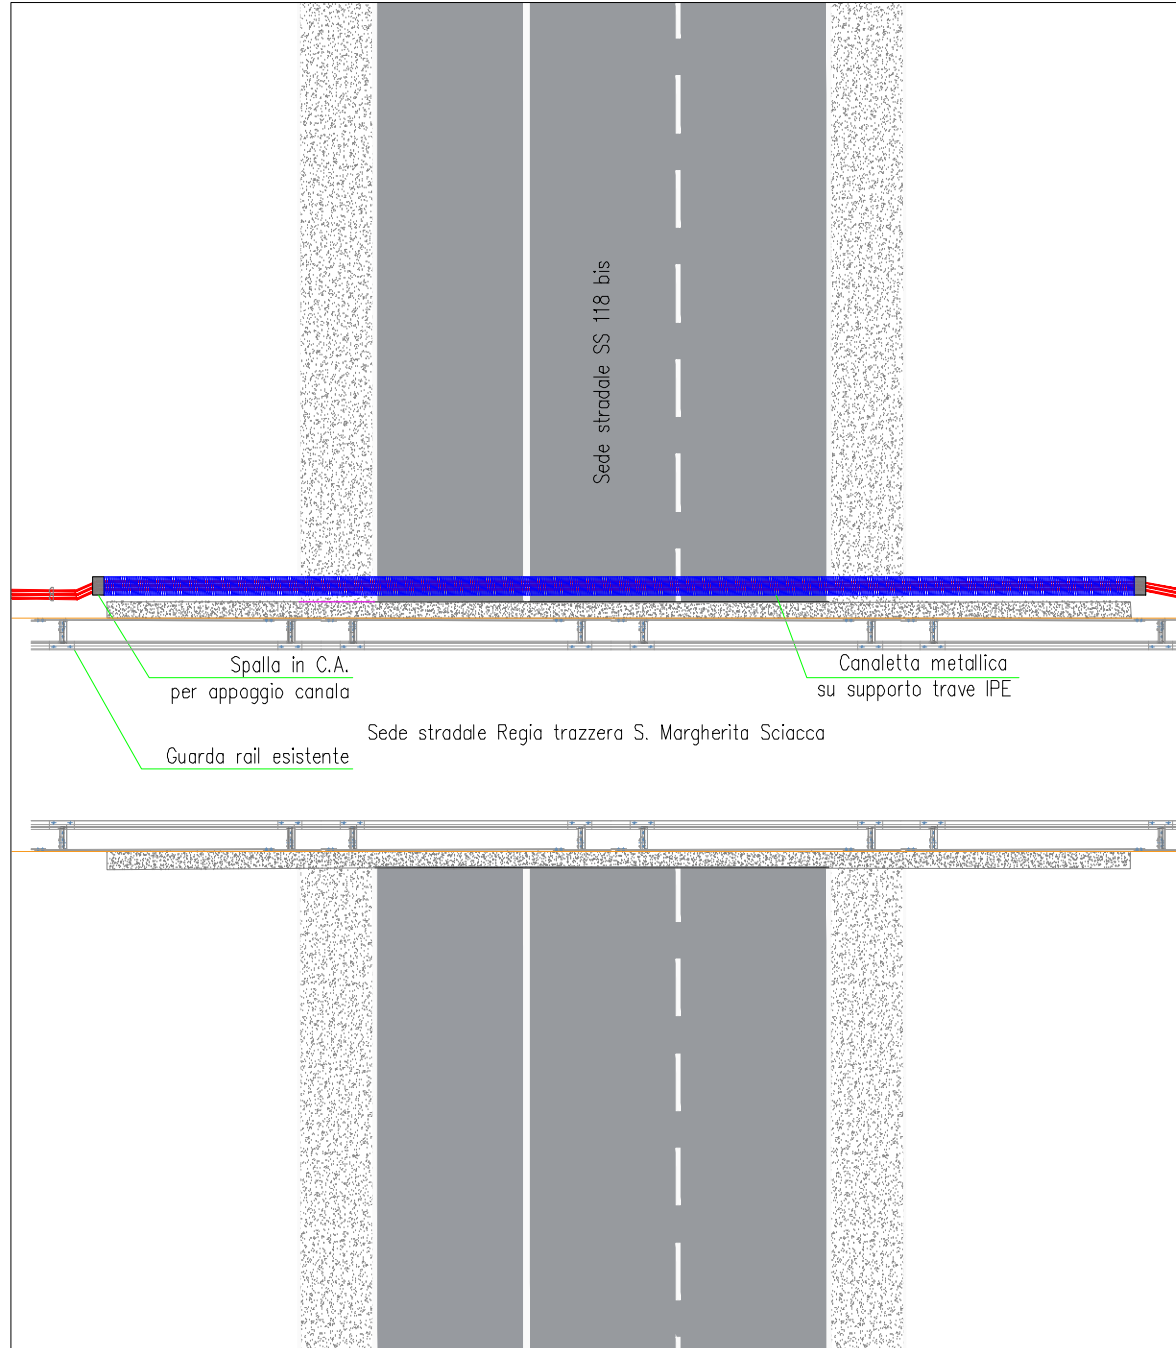 Sede stradale SS 118 bis
Spalla in C.A.
per appoggio canala
Canaletta metallica
su supporto trave IPE
Sede stradale Regia trazzera S. Margherita Sciacca
Guarda rail esistente